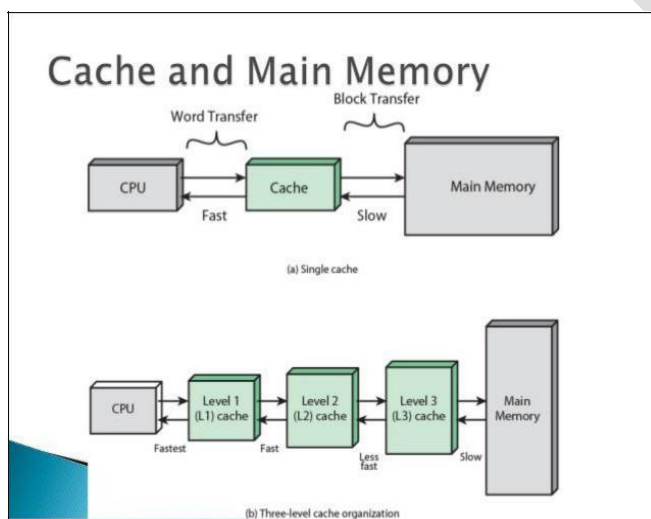 Cache and Main Memory
Block Transfer
Word Transfer
CPU
Cache
Main Memory
Fast
Slow
(a) Single cache
CPU
Level 1
(L1) cache
Level 2
(L2) cache
Level 3
(L3) cache
Main
Memory
Fastest
Fast
Less
fast
Slow
(b) Three-level cache organization